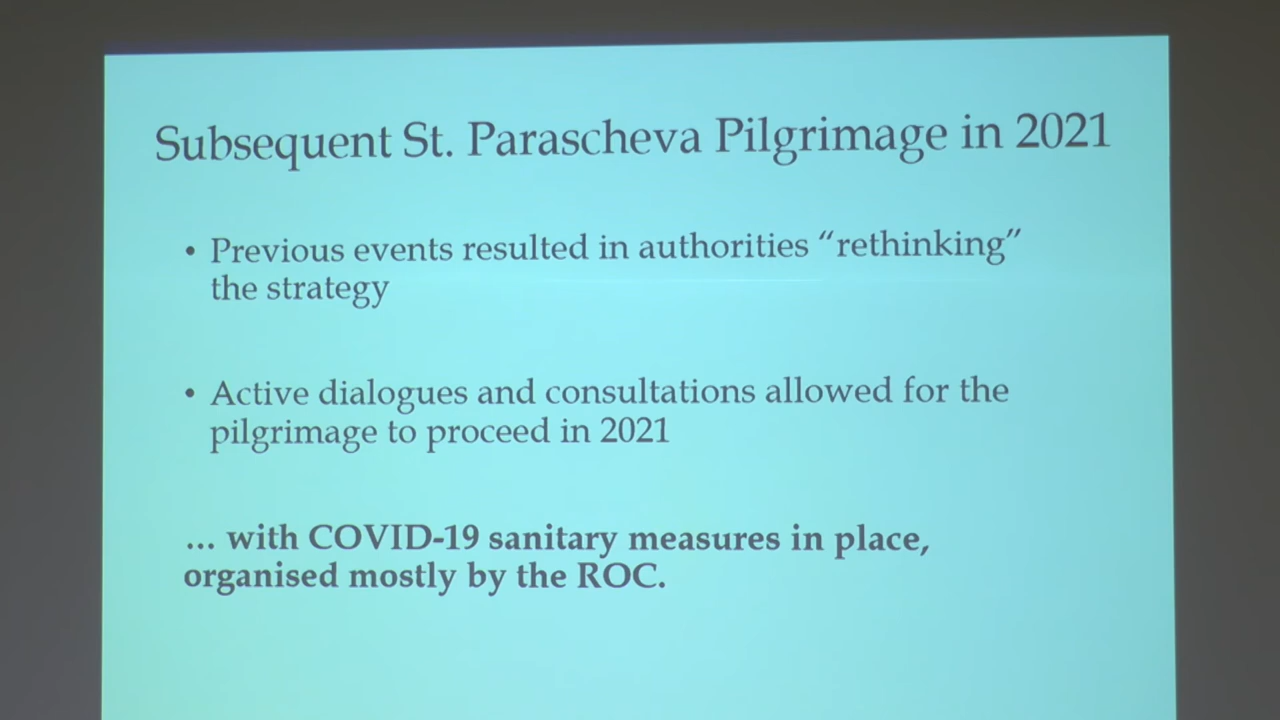 Subsequent St. Parascheva Pilgrimage in 2021
• Previous events resulted in authorities “rethinking”
the strategy
• Active dialogues and consultations allowed for the
pilgrimage to proceed in 2021
... with COVID-19 sanitary measures in place,
organised mostly by the ROC.